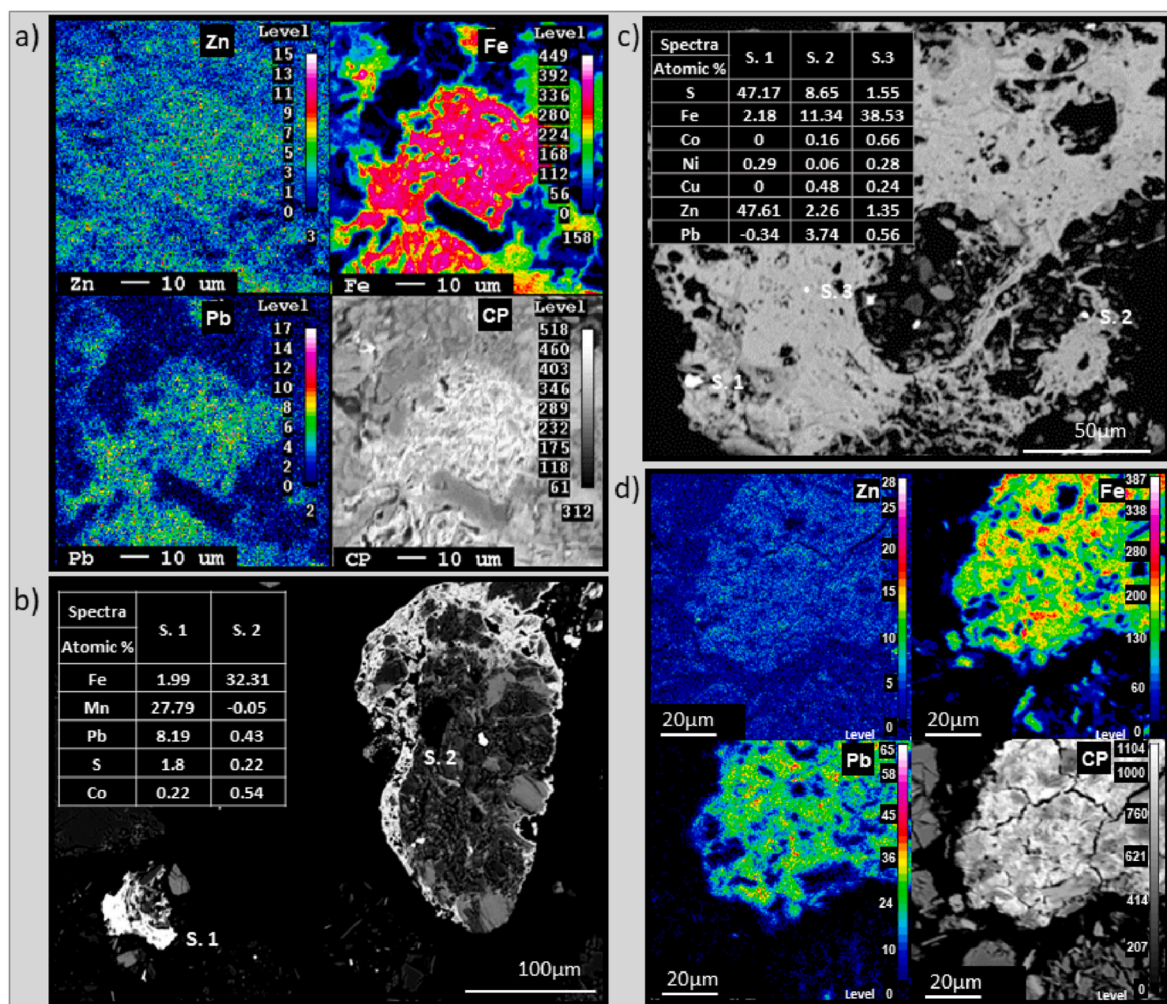 a)
Zn
Level
15
13
11
9
7
5
3
1
0
3
Zn — 10 um
Fe
Level
449
392
336
280
224
168
112
56
0
158
Fe — 10 um
Pb
Level
17
14
12
10
8
6
4
2
0
2
Pb — 10 um
CP
Level
518
460
403
346
289
232
175
118
61
312
CP — 10 um
b)
Spectra Atomic % S. 1 S. 2
Fe 1.99 32.31
Mn 27.79 -0.05
Pb 8.19 0.43
S 1.8 0.22
Co 0.22 0.54
S. 2
S. 1
100µm
c)
Spectra Atomic % S. 1 S. 2 S.3
S 47.17 8.65 1.55
Fe 2.18 11.34 38.53
Co 0 0.16 0.66
Ni 0.29 0.06 0.28
Cu 0 0.48 0.24
Zn 47.61 2.26 1.35
Pb -0.34 3.74 0.56
S. 3
S. 2
S. 1
50µm
d)
Zn
28
25
20
15
10
5
0
20µm
Level
Fe
387
338
280
200
130
60
0
20µm
Level
Pb
65
58
45
36
24
12
0
20µm
Level
CP
1104
1000
760
621
414
207
0
20µm
Level